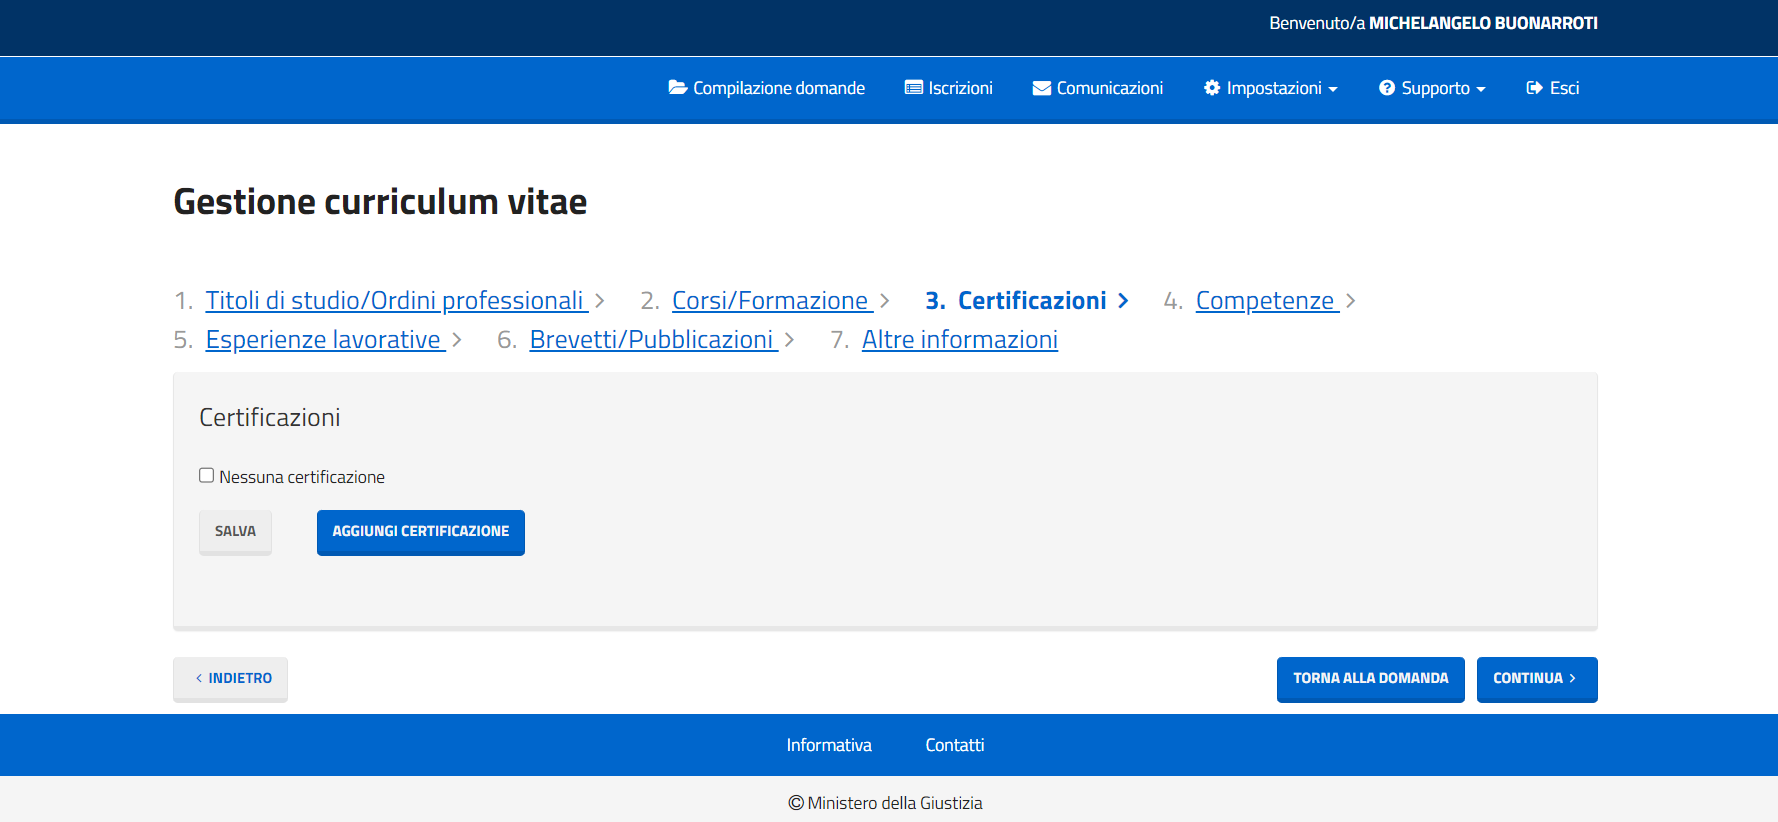 Benvenuto/a MICHELANGELO BUONARROTI
Compilazione domande Iscrizioni Comunicazioni Impostazioni Supporto Esci
Gestione curriculum vitae
1. Titoli di studio/Ordini professionali > 2. Corsi/Formazione > 3. Certificazioni > 4. Competenze >
5. Esperienze lavorative > 6. Brevetti/Pubblicazioni > 7. Altre informazioni
Certificazioni
Nessuna certificazione
SALVA AGGIUNGI CERTIFICAZIONE
< INDIETRO TORNA ALLA DOMANDA CONTINUA >
Informativa Contatti
© Ministero della Giustizia